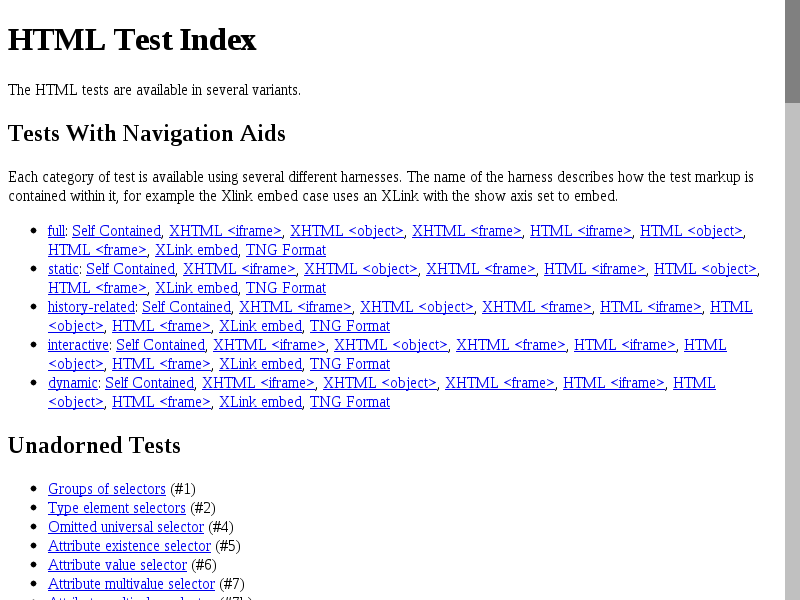 HTML Test Index
The HTML tests are available in several variants.
Tests With Navigation Aids
Each category of test is available using several different harnesses. The name of the harness describes how the test markup is
contained within it, for example the Xlink embed case uses an XLink with the show axis set to embed.
• full: Self Contained, XHTML <iframe>, XHTML <object>, XHTML <frame>, HTML <iframe>, HTML <object>,
HTML <frame>, XLink embed, TNG Format
• static: Self Contained, XHTML <iframe>, XHTML <object>, XHTML <frame>, HTML <iframe>, HTML <object>,
HTML <frame>, XLink embed, TNG Format
• history-related: Self Contained, XHTML <iframe>, XHTML <object>, XHTML <frame>, HTML <iframe>, HTML
<object>, HTML <frame>, XLink embed, TNG Format
• interactive: Self Contained, XHTML <iframe>, XHTML <object>, XHTML <frame>, HTML <iframe>, HTML
<object>, HTML <frame>, XLink embed, TNG Format
• dynamic: Self Contained, XHTML <iframe>, XHTML <object>, XHTML <frame>, HTML <iframe>, HTML
<object>, HTML <frame>, XLink embed, TNG Format
Unadorned Tests
• Groups of selectors (#1)
• Type element selectors (#2)
• Omitted universal selector (#4)
• Attribute existence selector (#5)
• Attribute value selector (#6)
• Attribute multivalue selector (#7)